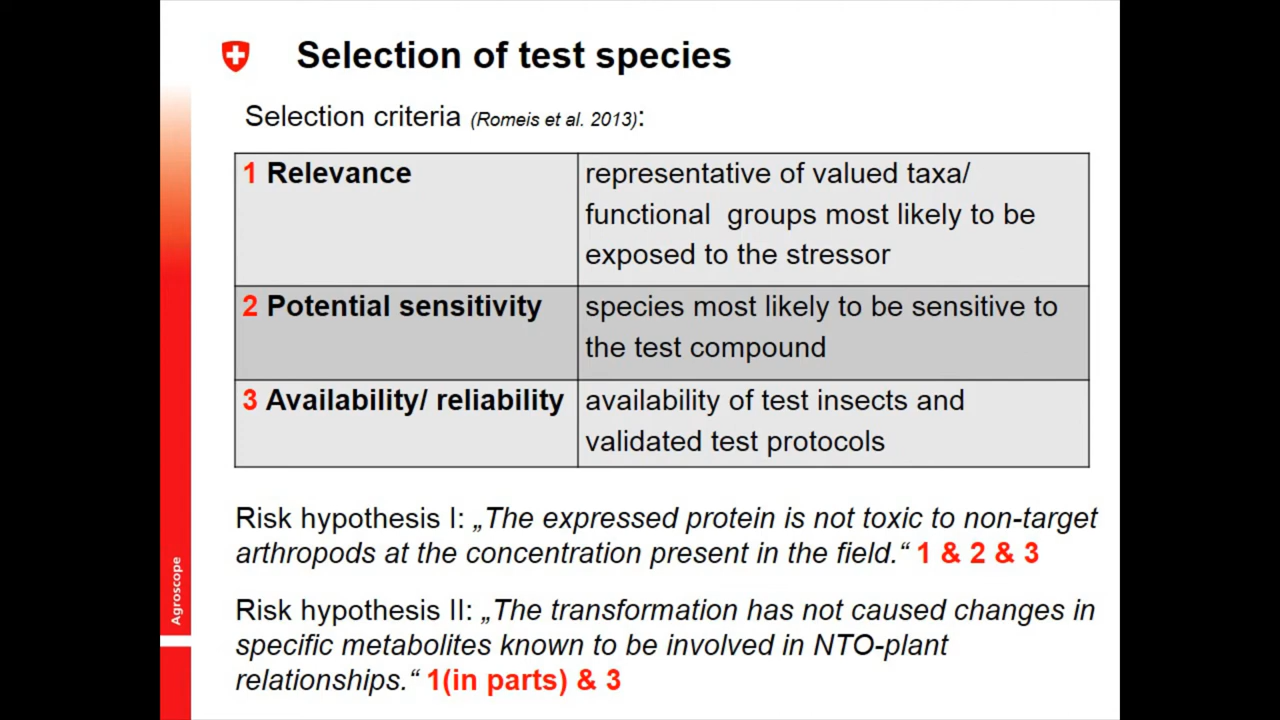 Selection of test species
Selection criteria (Romeis et al. 2013):
1 Relevance
representative of valued taxa/
functional groups most likely to be
exposed to the stressor
2 Potential sensitivity
species most likely to be sensitive to
the test compound
3 Availability/ reliability
availability of test insects and
validated test protocols
Risk hypothesis I: „The expressed protein is not toxic to non-target
arthropods at the concentration present in the field.“ 1 & 2 & 3
Risk hypothesis II: „The transformation has not caused changes in
specific metabolites known to be involved in NTO-plant
relationships.“ 1(in parts) & 3
Agroscope